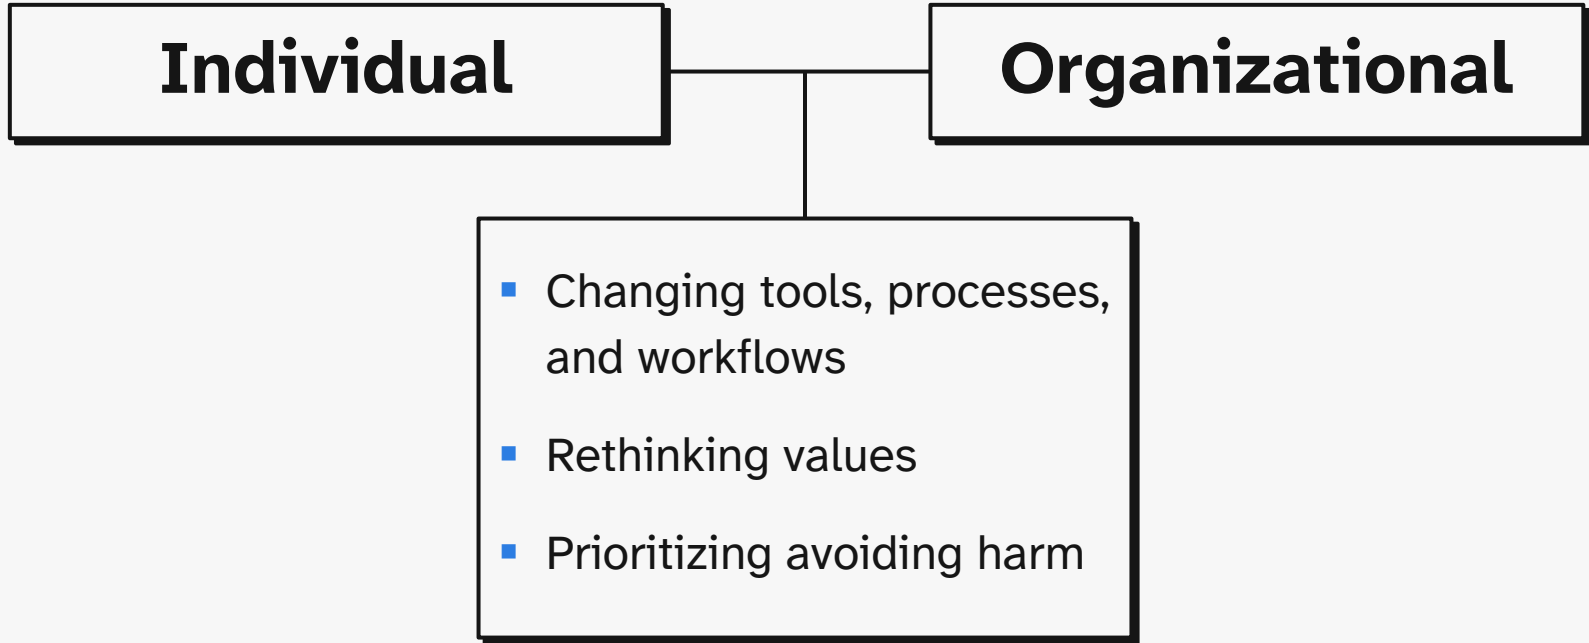 Individual
Organizational
Changing tools, processes,
and workflows
Rethinking values
Prioritizing avoiding harm